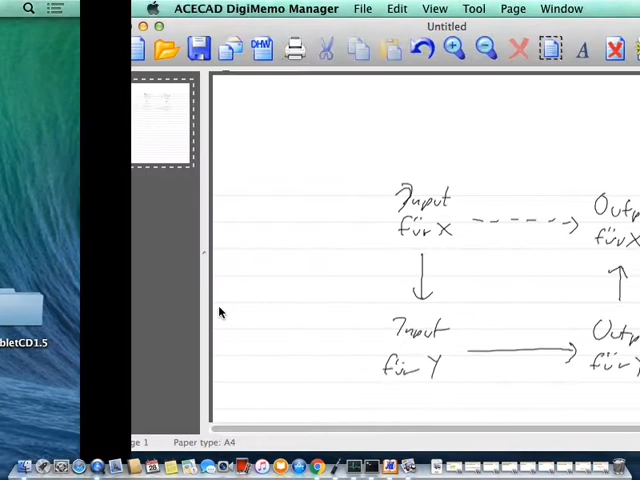 ACECAD DigiMemo Manager File Edit View Tool Page Window
Untitled
DHW
A
Input
für X
Outp
für X
Input
für Y
Outp
für Y
bletCD1.5
e 1 Paper type: A4